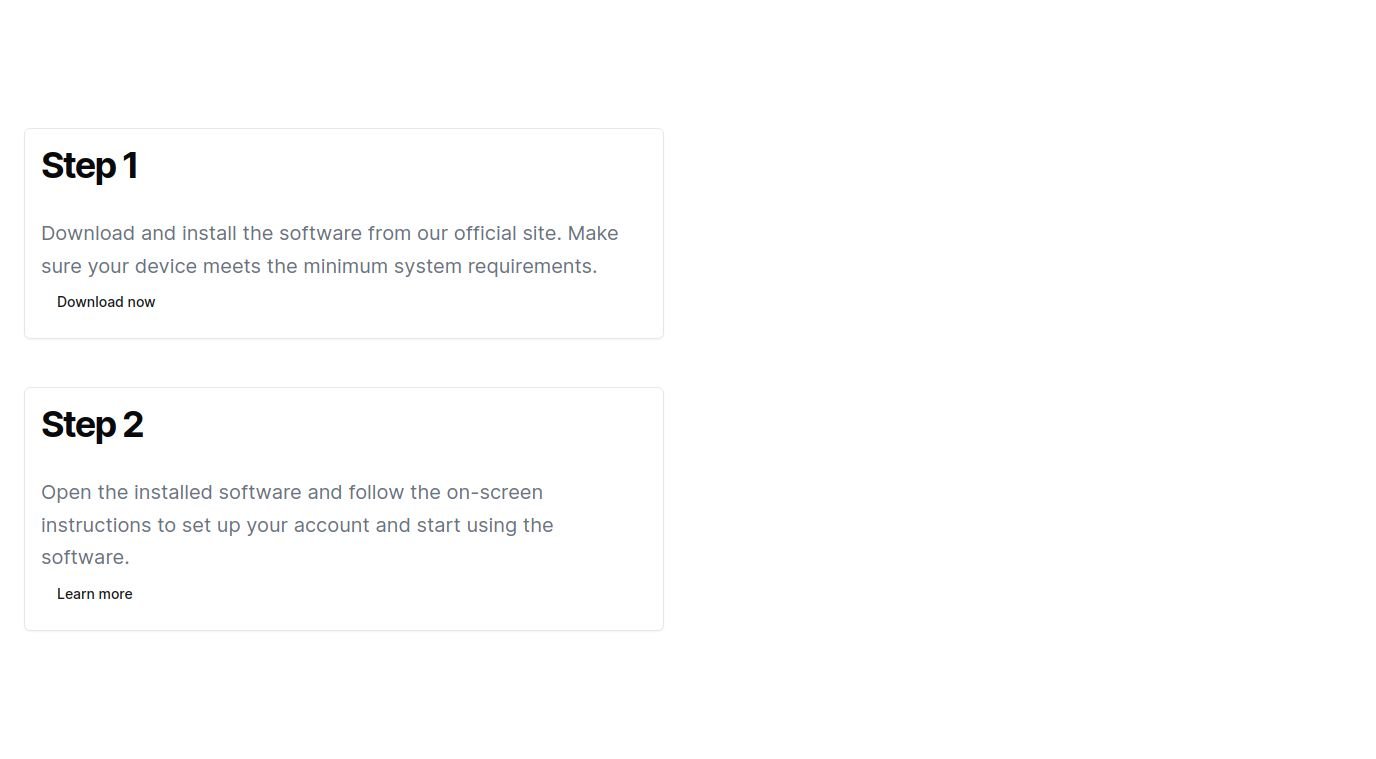 Step 1
Download and install the software from our official site. Make
sure your device meets the minimum system requirements.
Download now
Step 2
Open the installed software and follow the on-screen
instructions to set up your account and start using the
software.
Learn more